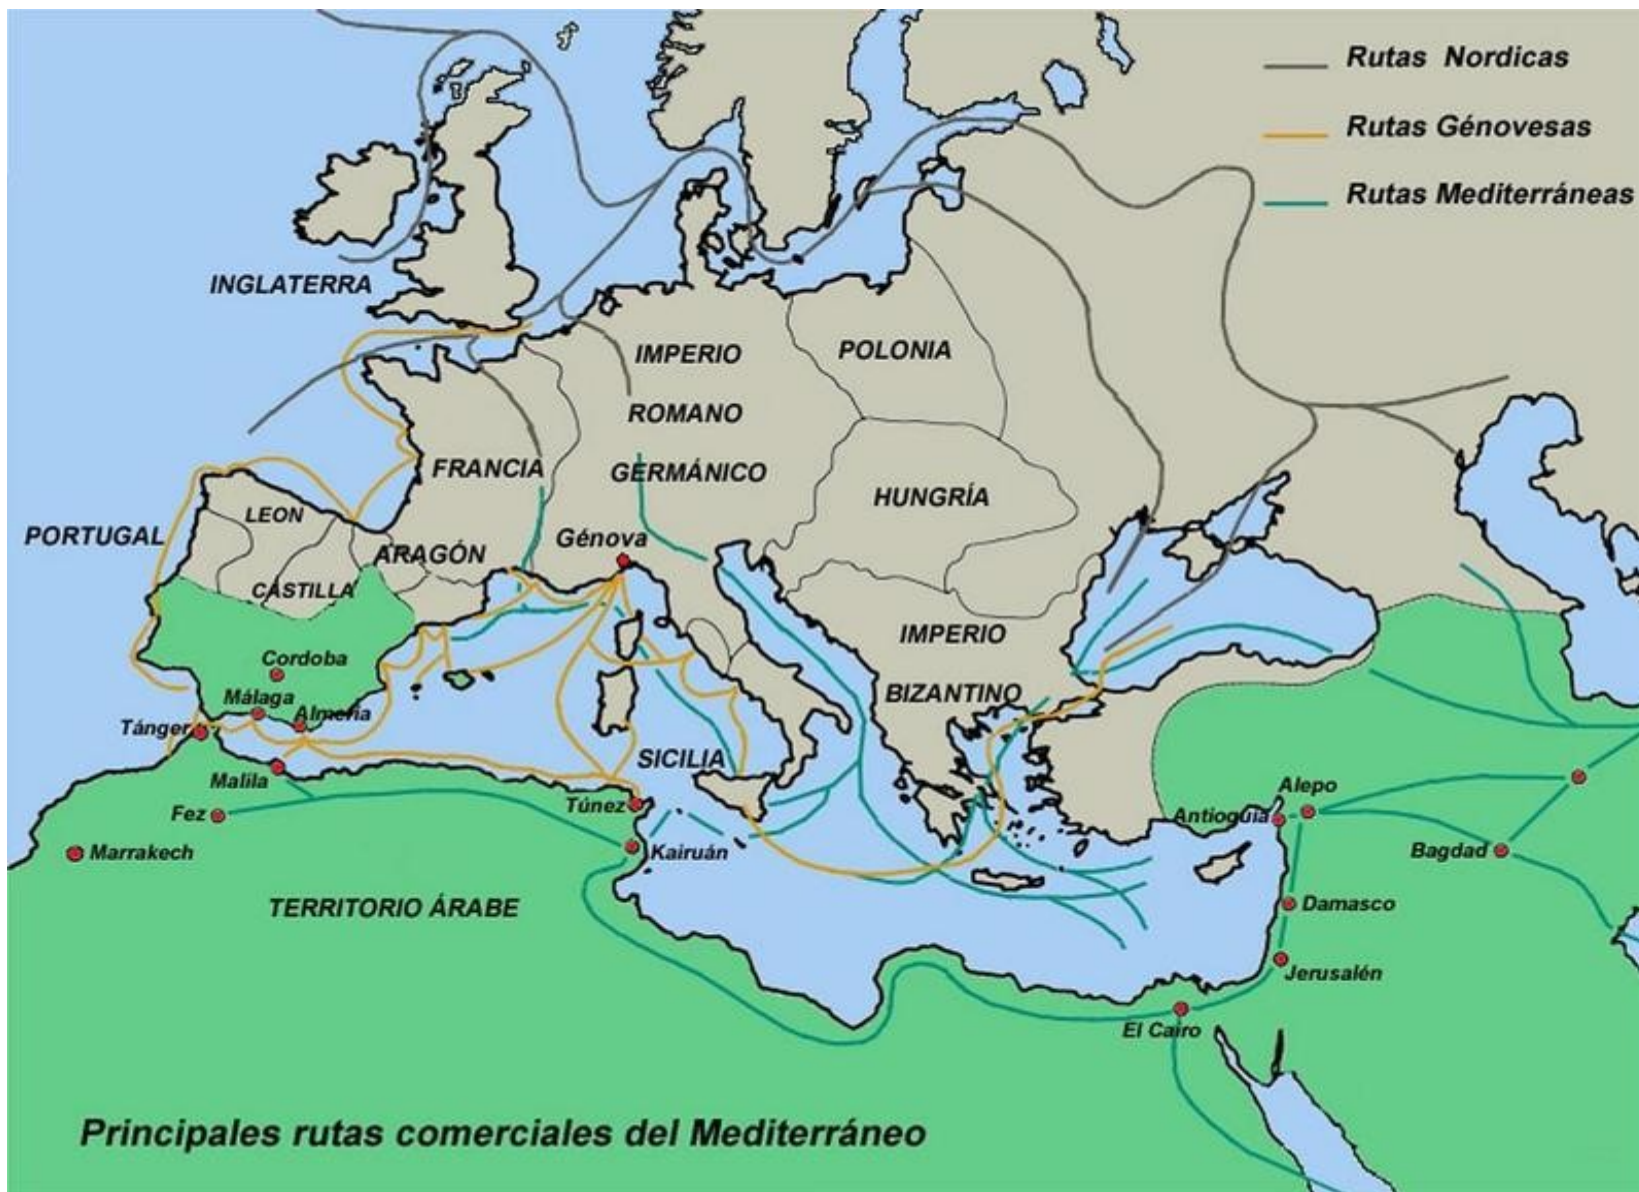 Rutas Nordicas
Rutas Génovesas
Rutas Mediterráneas
INGLATERRA
IMPERIO
ROMANO
GERMÁNICO
POLONIA
FRANCIA
HUNGRÍA
LEON
PORTUGAL
ARAGÓN
Génova
CASTILLA
IMPERIO
BIZANTINO
Cordoba
Málaga
Almería
Tánger
SICILIA
Malila
Alepo
Fez
Túnez
Antioquia
Marrakech
Kairuán
Bagdad
TERRITORIO ÁRABE
Damasco
Jerusalén
El Cairo
Principales rutas comerciales del Mediterráneo